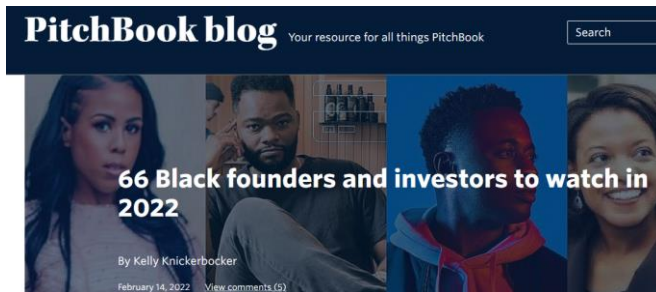 PitchBook blog Your resource for all things PitchBook
Search
66 Black founders and investors to watch in
2022
By Kelly Knickerbocker
February 14, 2022 View comments (5)